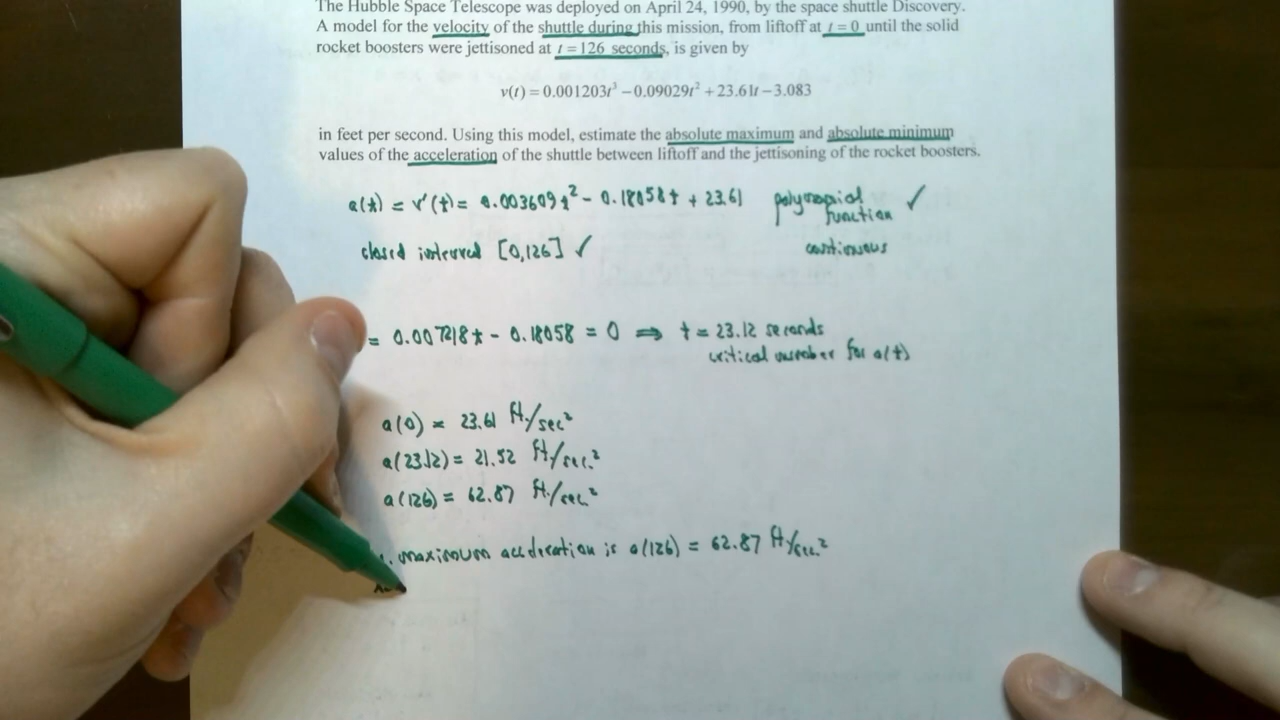 The Hubble Space Telescope was deployed on April 24, 1990, by the space shuttle Discovery.
A model for the velocity of the shuttle during this mission, from liftoff at t = 0 until the solid
rocket boosters were jettisoned at t = 126 seconds, is given by
v(t) = 0.001203t³ − 0.09029t² + 23.61t − 3.083
in feet per second. Using this model, estimate the absolute maximum and absolute minimum
values of the acceleration of the shuttle between liftoff and the jettisoning of the rocket boosters.
a(t) = v'(t) = 0.003609t² - 0.18058t + 23.61 polynomial
function ✓
closed interval [0,126] ✓ continuous
= 0.007218t - 0.18058 = 0 ⟹ t = 23.12 seconds
critical number for a(t)
a(0) = 23.61 ft/sec²
a(23.12) = 21.52 ft/sec.²
a(126) = 62.87 ft/sec.²
. maximum acceleration is a(126) = 62.87 ft/sec.²